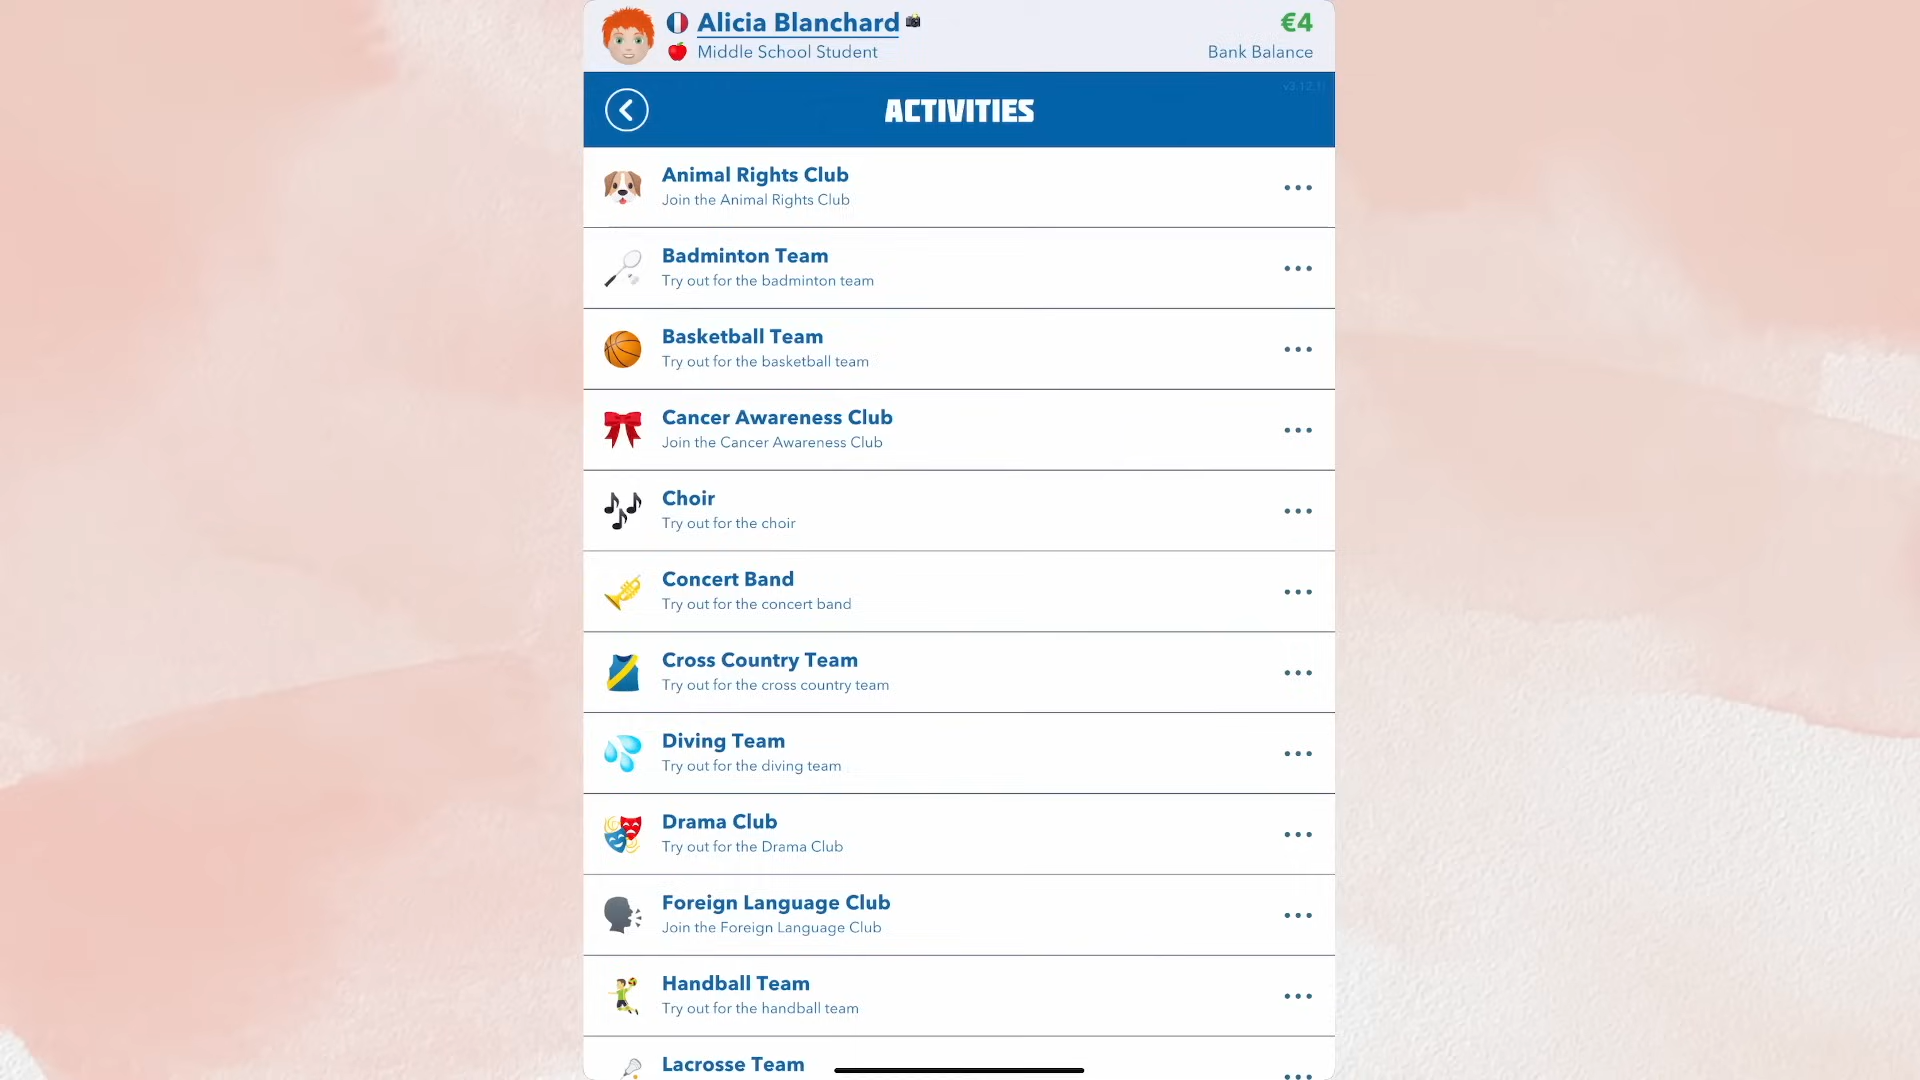 Alicia Blanchard
€4
Middle School Student
Bank Balance
v3.12.1
ACTIVITIES
Animal Rights Club
Join the Animal Rights Club
Badminton Team
Try out for the badminton team
Basketball Team
Try out for the basketball team
Cancer Awareness Club
Join the Cancer Awareness Club
Choir
Try out for the choir
Concert Band
Try out for the concert band
Cross Country Team
Try out for the cross country team
Diving Team
Try out for the diving team
Drama Club
Try out for the Drama Club
Foreign Language Club
Join the Foreign Language Club
Handball Team
Try out for the handball team
Lacrosse Team